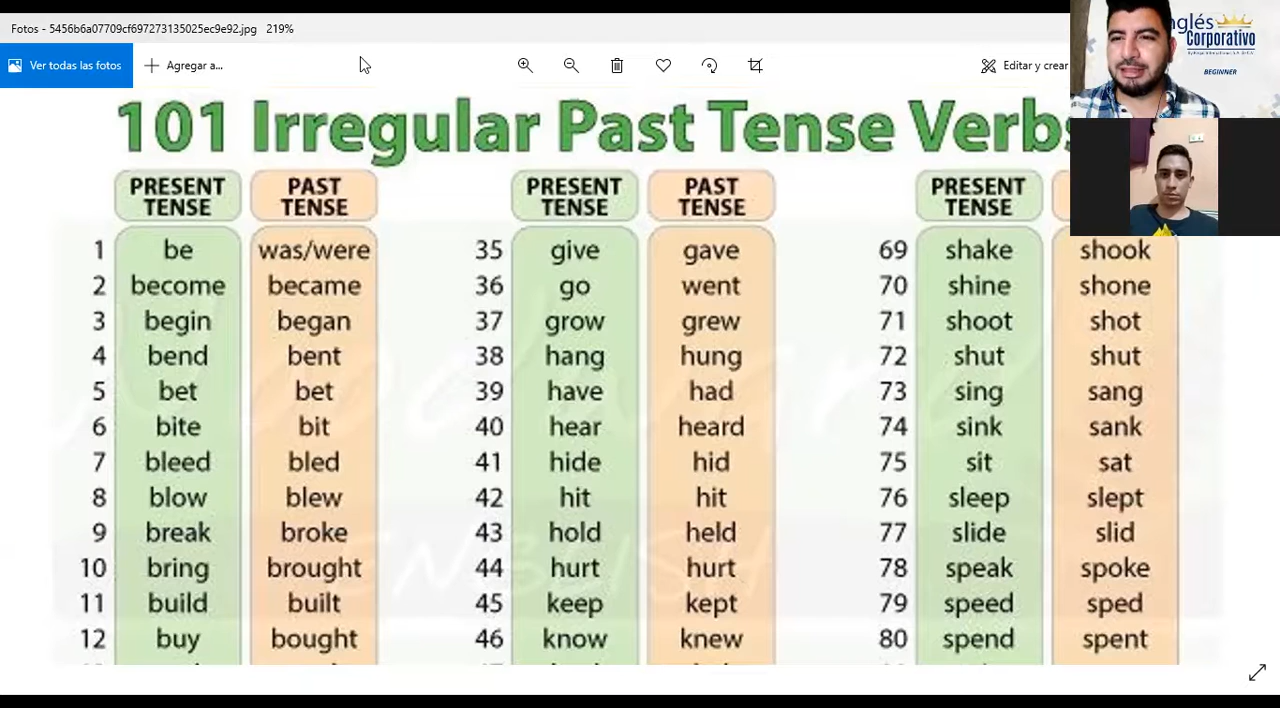 Fotos - 5456b6a07709cf697273135025ec9e92.jpg 219%
Ver todas las fotos
Agregar a...
Editar y crear
nglés
Corporativo
BEGINNER
101 Irregular Past Tense Verbs
PRESENT TENSE PAST TENSE PRESENT TENSE PAST TENSE PRESENT TENSE
1 be was/were 35 give gave 69 shake shook
2 become became 36 go went 70 shine shone
3 begin began 37 grow grew 71 shoot shot
4 bend bent 38 hang hung 72 shut shut
5 bet bet 39 have had 73 sing sang
6 bite bit 40 hear heard 74 sink sank
7 bleed bled 41 hide hid 75 sit sat
8 blow blew 42 hit hit 76 sleep slept
9 break broke 43 hold held 77 slide slid
10 bring brought 44 hurt hurt 78 speak spoke
11 build built 45 keep kept 79 speed sped
12 buy bought 46 know knew 80 spend spent